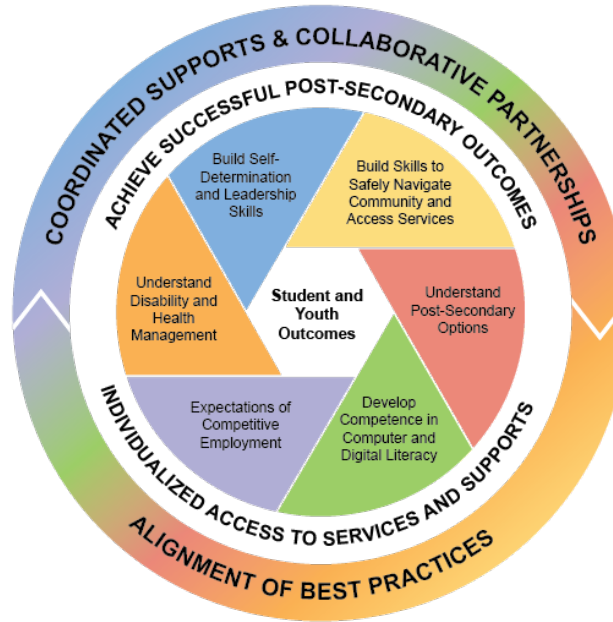 COORDINATED SUPPORTS & COLLABORATIVE PARTNERSHIPS
ACHIEVE SUCCESSFUL POST-SECONDARY OUTCOMES
Build Self-
Determination
and Leadership
Skills
Build Skills to
Safely Navigate
Community and
Access Services
Understand
Disability and
Health
Management
Student and
Youth
Outcomes
Understand
Post-Secondary
Options
Expectations of
Competitive
Employment
Develop
Competence in
Computer and
Digital Literacy
INDIVIDUALIZED ACCESS TO SERVICES AND SUPPORTS
ALIGNMENT OF BEST PRACTICES